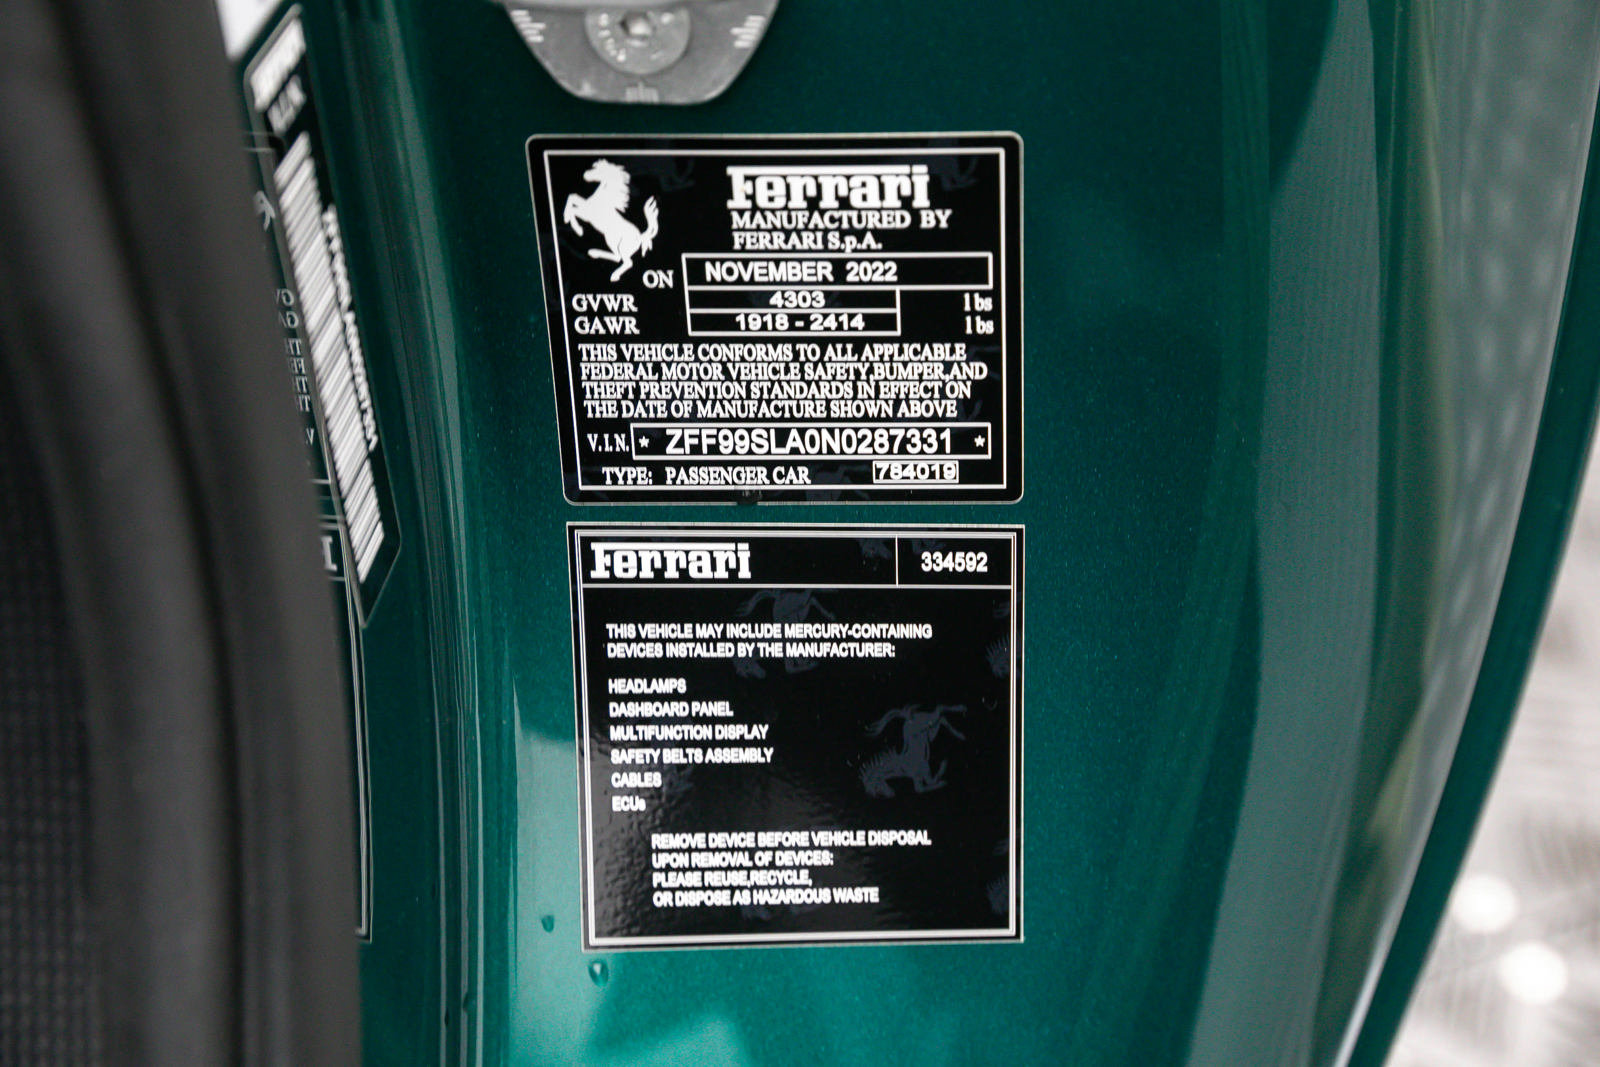 Ferrari
MANUFACTURED BY
FERRARI S.p.A.
ON NOVEMBER 2022
GVWR 4303 lbs
GAWR 1918 - 2414 lbs
THIS VEHICLE CONFORMS TO ALL APPLICABLE
FEDERAL MOTOR VEHICLE SAFETY,BUMPER,AND
THEFT PREVENTION STANDARDS IN EFFECT ON
THE DATE OF MANUFACTURE SHOWN ABOVE
V.I.N. * ZFF99SLA0N0287331 *
TYPE: PASSENGER CAR 784019
Ferrari 334592
THIS VEHICLE MAY INCLUDE MERCURY-CONTAINING
DEVICES INSTALLED BY THE MANUFACTURER:
HEADLAMPS
DASHBOARD PANEL
MULTIFUNCTION DISPLAY
SAFETY BELTS ASSEMBLY
CABLES
ECUs
REMOVE DEVICE BEFORE VEHICLE DISPOSAL
UPON REMOVAL OF DEVICES:
PLEASE REUSE,RECYCLE,
OR DISPOSE AS HAZARDOUS WASTE